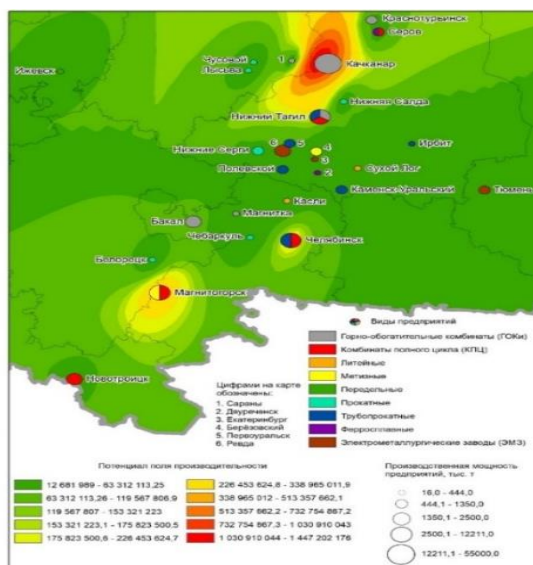 Краснотурьинск
Серов
Чусовой
1
Лысьва
Качканар
Ижевск
Нижняя Салда
Нижний Тагил
6
5
4
Ирбит
Нижние Серги
3
Полевской
2
Сухой Лог
Каменск-Уральский
Тюмень
Касли
Магнитка
Бакал
Чебаркуль
Челябинск
Белорецк
Магнитогорск
Новотроицк
Виды предприятий
Горно-обогатительные комбинаты (ГОКи)
Комбинаты полного цикла (КПЦ)
Литейные
Метизные
Передельные
Прокатные
Трубопрокатные
Ферросплавные
Электрометаллургические заводы (ЭМЗ)
Цифрами на карте
обозначены:
1. Сараны
2. Двуреченск
3. Екатеринбург
4. Берёзовский
5. Первоуральск
6. Ревда
Потенциал поля производительности
12 681 989 - 63 312 113,25
63 312 113,26 - 119 567 806,9
119 567 807 - 153 321 223
153 321 223,1 - 175 823 500,5
175 823 500,6 - 226 453 624,7
226 453 624,8 - 338 965 011,9
338 965 012 - 513 357 662,1
513 357 662,2 - 732 754 867,2
732 754 867,3 - 1 030 910 043
1 030 910 044 - 1 447 202 176
Производственная мощность
предприятий, тыс. т
16,0 - 444,0
444,1 - 1350,0
1350,1 - 2500,0
2500,1 - 12211,0
12211,1 - 55000,0